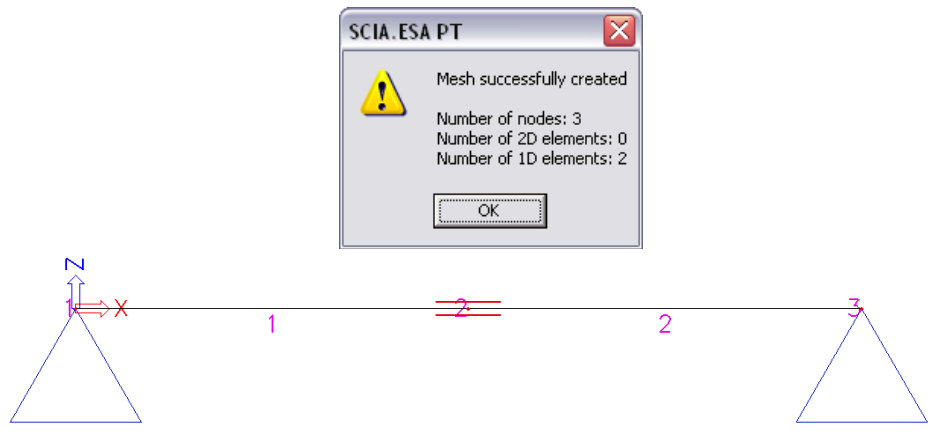 SCIA.ESA PT
Mesh successfully created
Number of nodes: 3
Number of 2D elements: 0
Number of 1D elements: 2
OK
Z
1 X 2 3
1 2